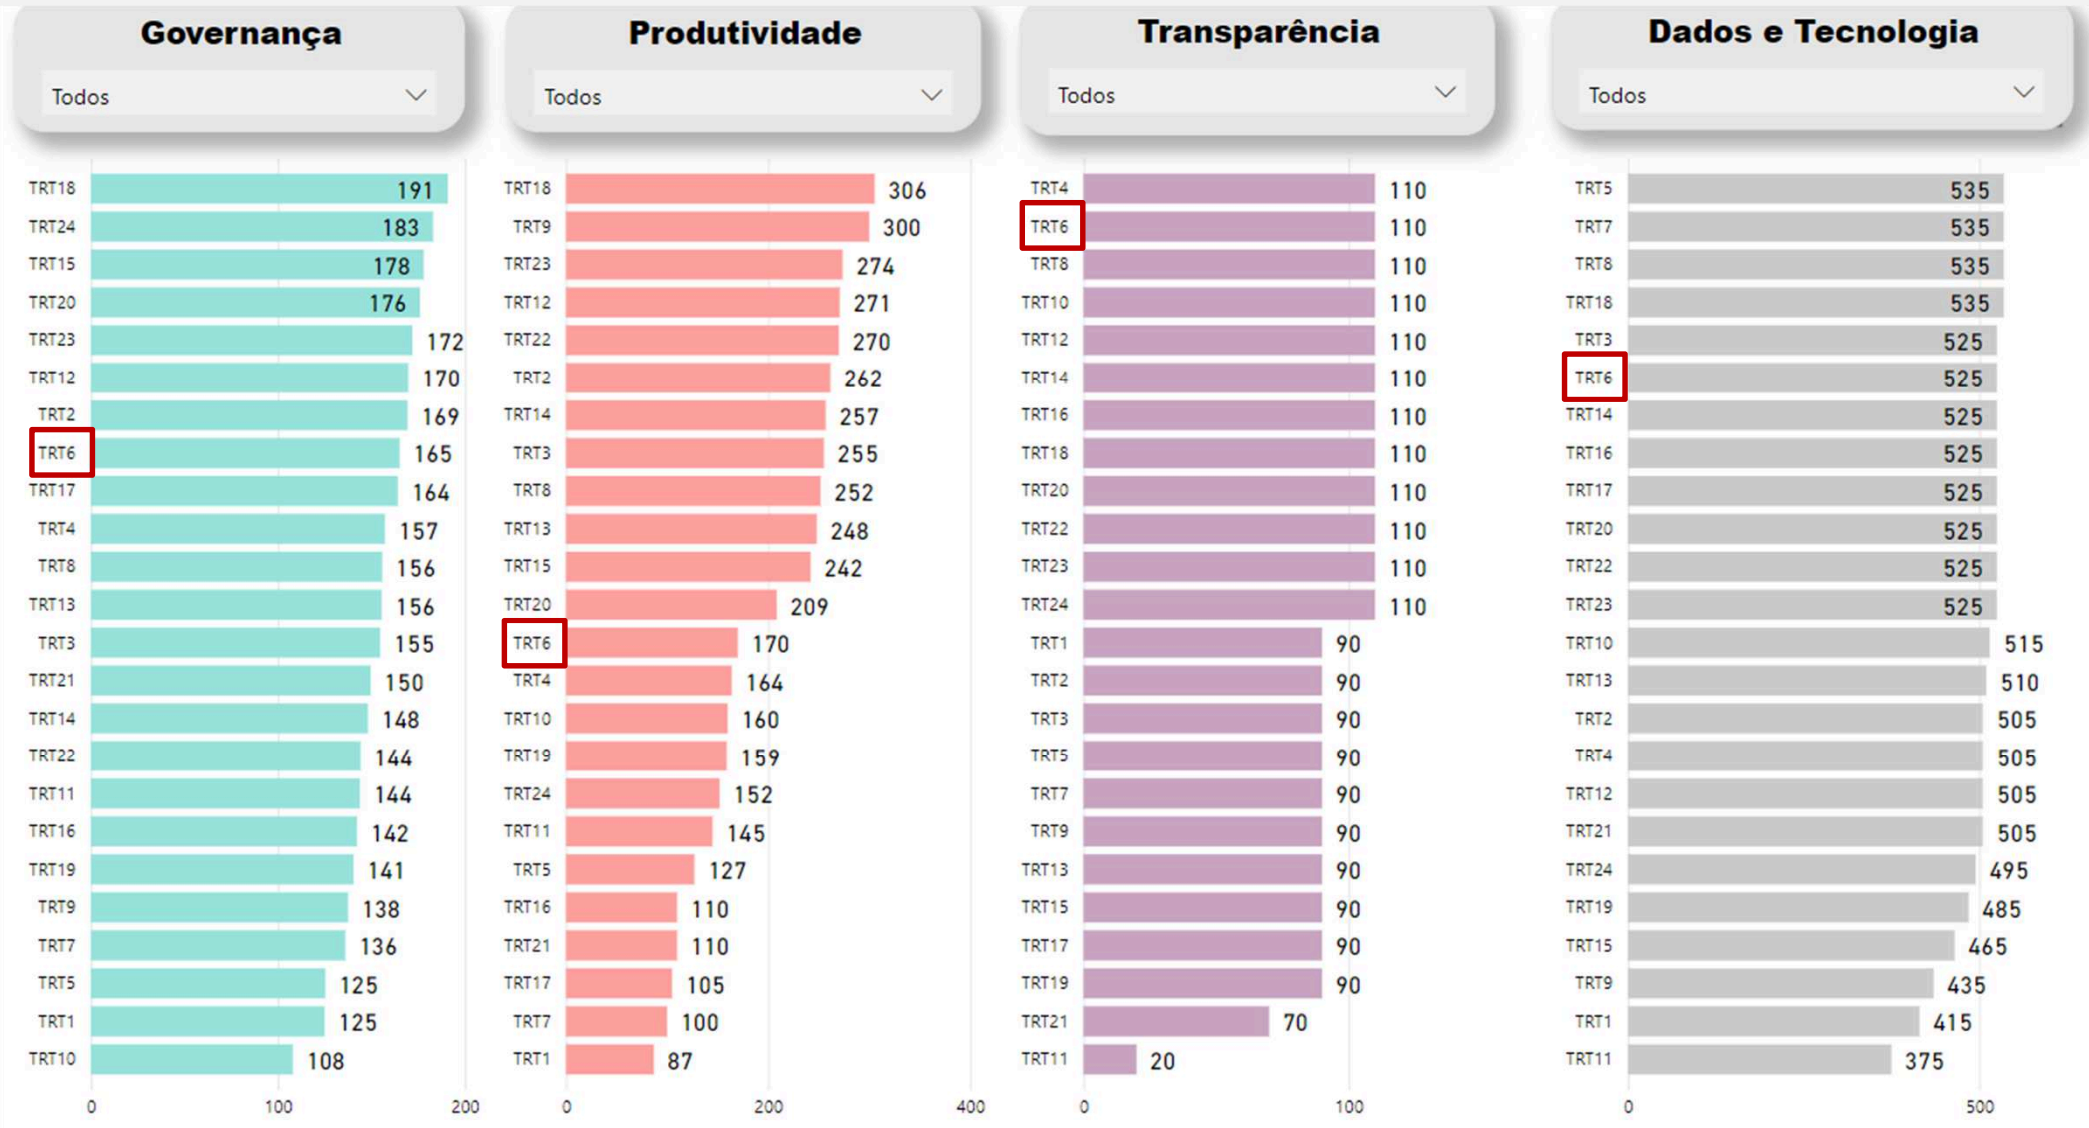 Governança
Todos
TRT18 191
TRT24 183
TRT15 178
TRT20 176
TRT23 172
TRT12 170
TRT2 169
TRT6 165
TRT17 164
TRT4 157
TRT8 156
TRT13 156
TRT3 155
TRT21 150
TRT14 148
TRT22 144
TRT11 144
TRT16 142
TRT19 141
TRT9 138
TRT7 136
TRT5 125
TRT1 125
TRT10 108
0 100 200
Produtividade
Todos
TRT18 306
TRT9 300
TRT23 274
TRT12 271
TRT22 270
TRT2 262
TRT14 257
TRT3 255
TRT8 252
TRT13 248
TRT15 242
TRT20 209
TRT6 170
TRT4 164
TRT10 160
TRT19 159
TRT24 152
TRT11 145
TRT5 127
TRT16 110
TRT21 110
TRT17 105
TRT7 100
TRT1 87
0 200 400
Transparência
Todos
TRT4 110
TRT6 110
TRT8 110
TRT10 110
TRT12 110
TRT14 110
TRT16 110
TRT18 110
TRT20 110
TRT22 110
TRT23 110
TRT24 110
TRT1 90
TRT2 90
TRT3 90
TRT5 90
TRT7 90
TRT9 90
TRT13 90
TRT15 90
TRT17 90
TRT19 90
TRT21 70
TRT11 20
0 100
Dados e Tecnologia
Todos
TRT5 535
TRT7 535
TRT8 535
TRT18 535
TRT3 525
TRT6 525
TRT14 525
TRT16 525
TRT17 525
TRT20 525
TRT22 525
TRT23 525
TRT10 515
TRT13 510
TRT2 505
TRT4 505
TRT12 505
TRT21 505
TRT24 495
TRT19 485
TRT15 465
TRT9 435
TRT1 415
TRT11 375
0 500